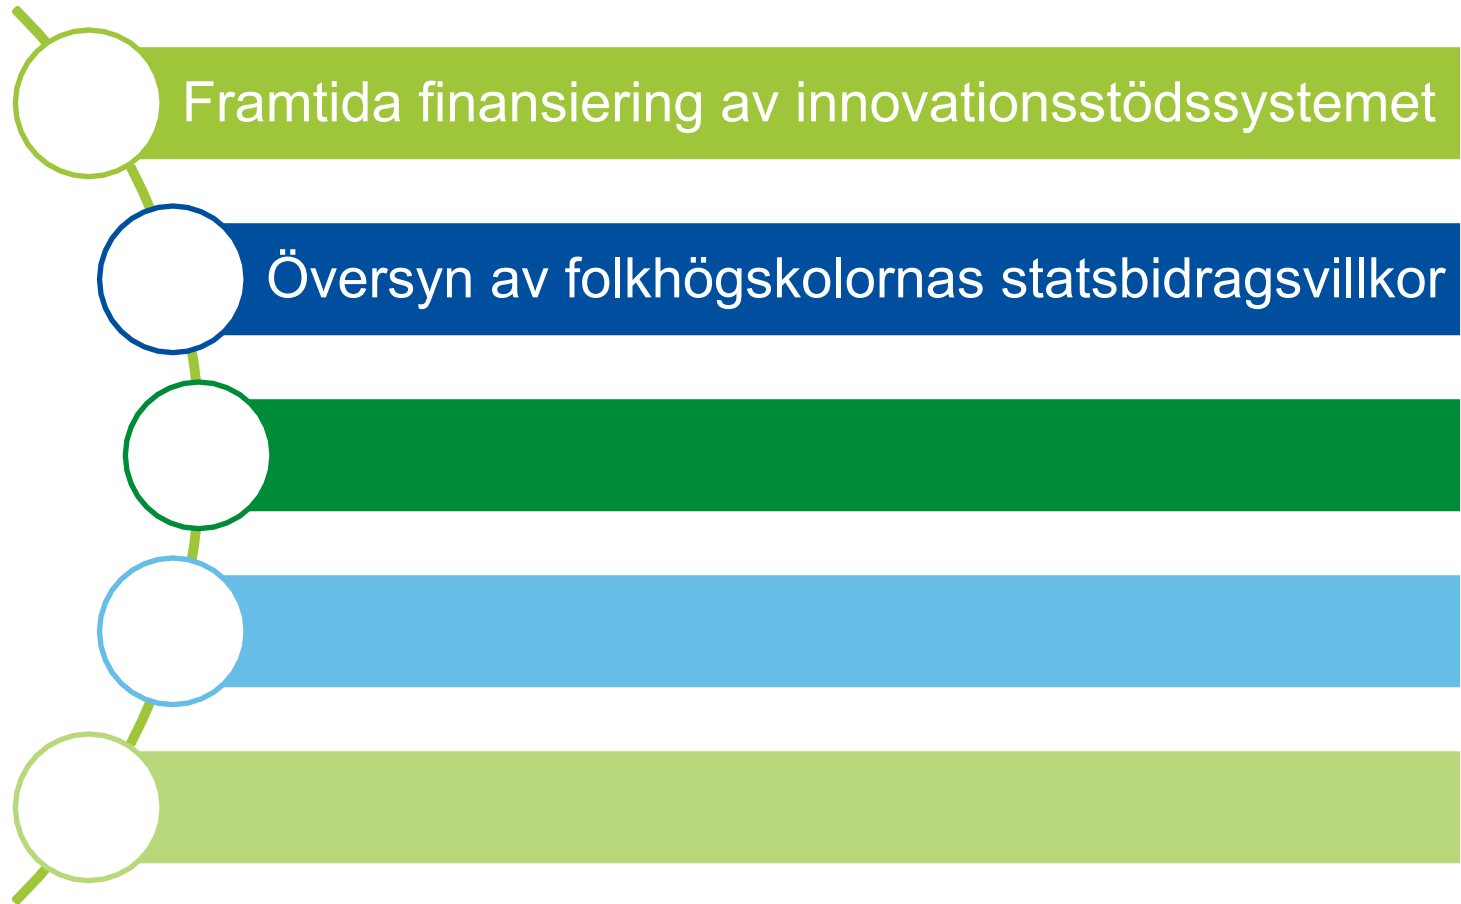 Framtida finansiering av innovationsstödssystemet
Översyn av folkhögskolornas statsbidragsvillkor